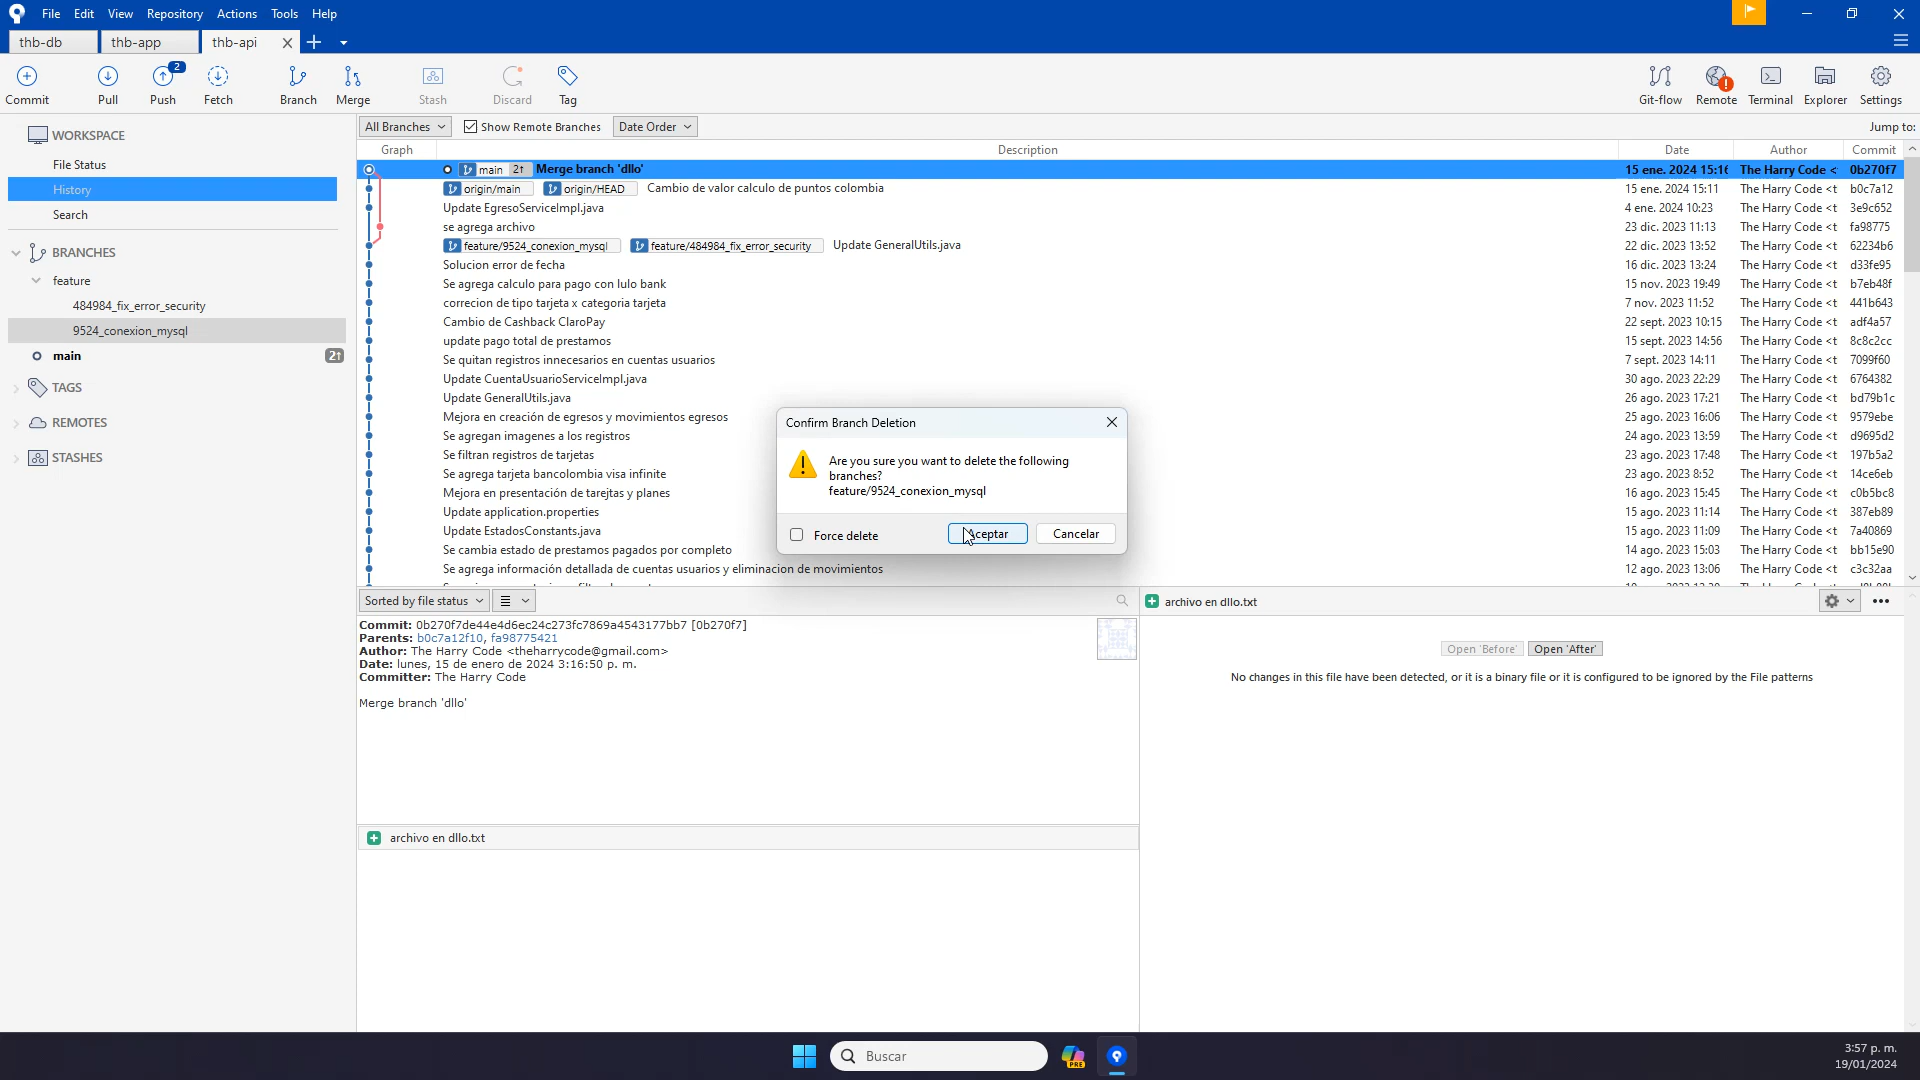 File Edit View Repository Actions Tools Help
thb-db thb-app thb-api
Commit Pull 2 Push Fetch Branch Merge Stash Discard Tag Git-flow Remote Terminal Explorer Settings
WORKSPACE
File Status
History
Search
BRANCHES
feature
484984_fix_error_security
9524_conexion_mysql
main 2↑
TAGS
REMOTES
STASHES
All Branches Show Remote Branches Date Order Jump to:
Graph Description Date Author Commit
main 2↑ Merge branch 'dllo' 15 ene. 2024 15:16 The Harry Code < 0b270f7
origin/main origin/HEAD Cambio de valor calculo de puntos colombia 15 ene. 2024 15:11 The Harry Code <t b0c7a12
Update EgresoServiceImpl.java 4 ene. 2024 10:23 The Harry Code <t 3e9c652
se agrega archivo 23 dic. 2023 11:13 The Harry Code <t fa98775
feature/9524_conexion_mysql feature/484984_fix_error_security Update GeneralUtils.java 22 dic. 2023 13:52 The Harry Code <t 62234b6
Solucion error de fecha 16 dic. 2023 13:24 The Harry Code <t d33fe95
Se agrega calculo para pago con lulo bank 15 nov. 2023 19:49 The Harry Code <t b7eb48f
correcion de tipo tarjeta x categoria tarjeta 7 nov. 2023 11:52 The Harry Code <t 441b643
Cambio de Cashback ClaroPay 22 sept. 2023 10:15 The Harry Code <t adf4a57
update pago total de prestamos 15 sept. 2023 14:56 The Harry Code <t 8c8c2cc
Se quitan registros innecesarios en cuentas usuarios 7 sept. 2023 14:11 The Harry Code <t 7099f60
Update CuentaUsuarioServiceImpl.java 30 ago. 2023 22:29 The Harry Code <t 6764382
Update GeneralUtils.java 26 ago. 2023 17:21 The Harry Code <t bd79b1c
Mejora en creación de egresos y movimientos egresos 25 ago. 2023 16:06 The Harry Code <t 9579ebe
Se agregan imagenes a los registros 24 ago. 2023 13:59 The Harry Code <t d9695d2
Se filtran registros de tarjetas 23 ago. 2023 17:48 The Harry Code <t 197b5a2
Se agrega tarjeta bancolombia visa infinite 23 ago. 2023 8:52 The Harry Code <t 14ce6eb
Mejora en presentación de tarejtas y planes 16 ago. 2023 15:45 The Harry Code <t c0b5bc8
Update application.properties 15 ago. 2023 11:14 The Harry Code <t 387eb89
Update EstadosConstants.java 15 ago. 2023 11:09 The Harry Code <t 7a40869
Se cambia estado de prestamos pagados por completo 14 ago. 2023 15:03 The Harry Code <t bb15e90
Se agrega información detallada de cuentas usuarios y eliminacion de movimientos 12 ago. 2023 13:06 The Harry Code <t c3c32aa
Confirm Branch Deletion
Are you sure you want to delete the following
branches?
feature/9524_conexion_mysql
Force delete Aceptar Cancelar
Sorted by file status
Commit: 0b270f7de44e4d6ec24c273fc7869a4543177bb7 [0b270f7]
Parents: b0c7a12f10, fa98775421
Author: The Harry Code <theharrycode@gmail.com>
Date: lunes, 15 de enero de 2024 3:16:50 p. m.
Committer: The Harry Code
Merge branch 'dllo'
archivo en dllo.txt
archivo en dllo.txt
Open 'Before' Open 'After'
No changes in this file have been detected, or it is a binary file or it is configured to be ignored by the File patterns
Buscar
PRE
3:57 p. m.
19/01/2024